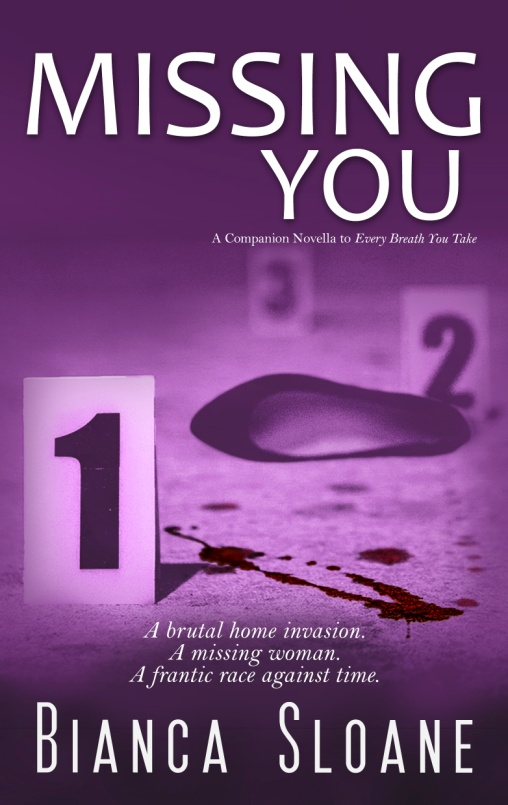 MISSING
YOU
A Companion Novella to Every Breath You Take
3
2
1
A brutal home invasion.
A missing woman.
A frantic race against time.
BIANCA SLOANE